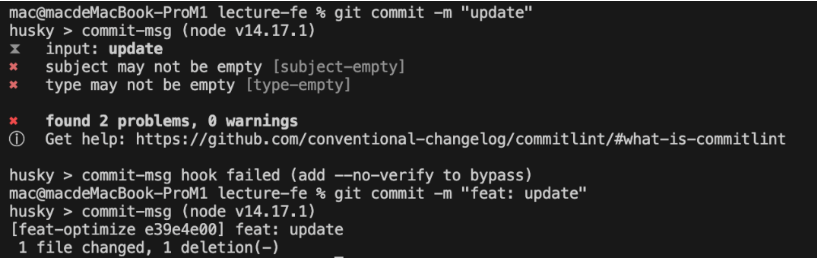 mac@macdeMacBook-ProM1 lecture-fe % git commit -m "update"
husky > commit-msg (node v14.17.1)
⧗   input: update
✖   subject may not be empty [subject-empty]
✖   type may not be empty [type-empty]
✖   found 2 problems, 0 warnings
ⓘ   Get help: https://github.com/conventional-changelog/commitlint/#what-is-commitlint
husky > commit-msg hook failed (add --no-verify to bypass)
mac@macdeMacBook-ProM1 lecture-fe % git commit -m "feat: update"
husky > commit-msg (node v14.17.1)
[feat-optimize e39e4e00] feat: update
 1 file changed, 1 deletion(-)